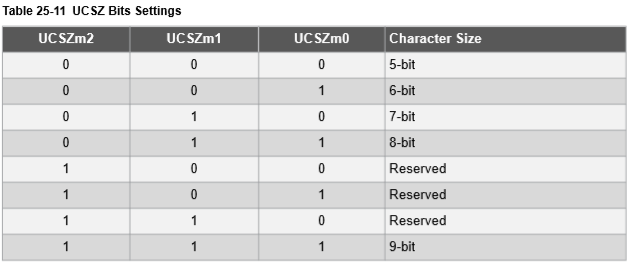 Table 25-11 UCSZ Bits Settings
UCSZm2 UCSZm1 UCSZm0 Character Size
0 0 0 5-bit
0 0 1 6-bit
0 1 0 7-bit
0 1 1 8-bit
1 0 0 Reserved
1 0 1 Reserved
1 1 0 Reserved
1 1 1 9-bit